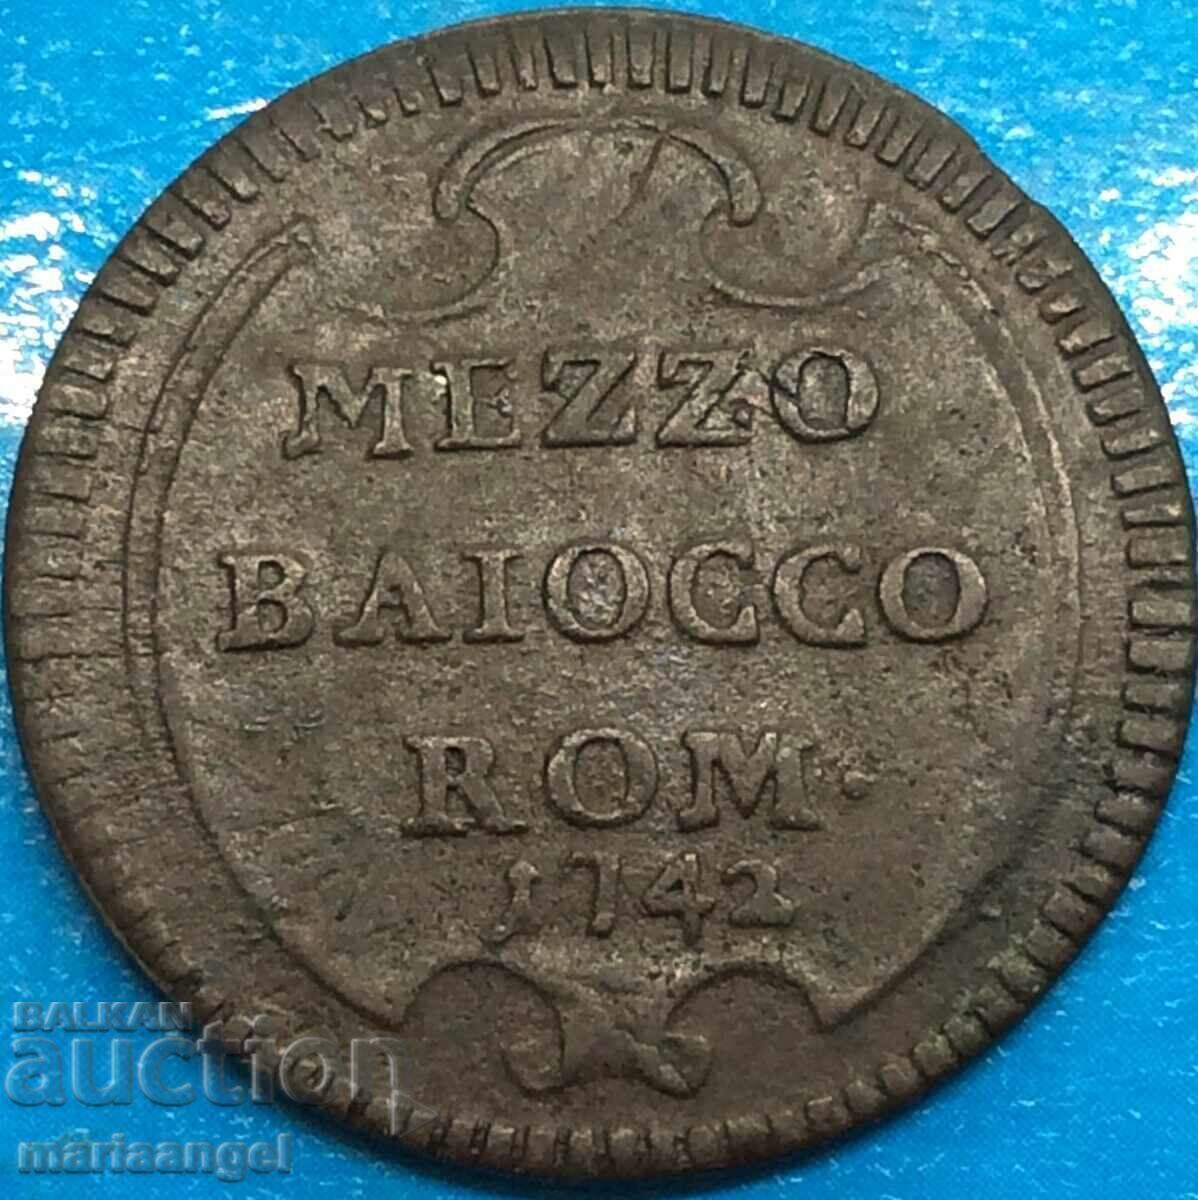 MEZZO
BAIOCCO
ROM·
1742
BALKAN
auction
mariaangel